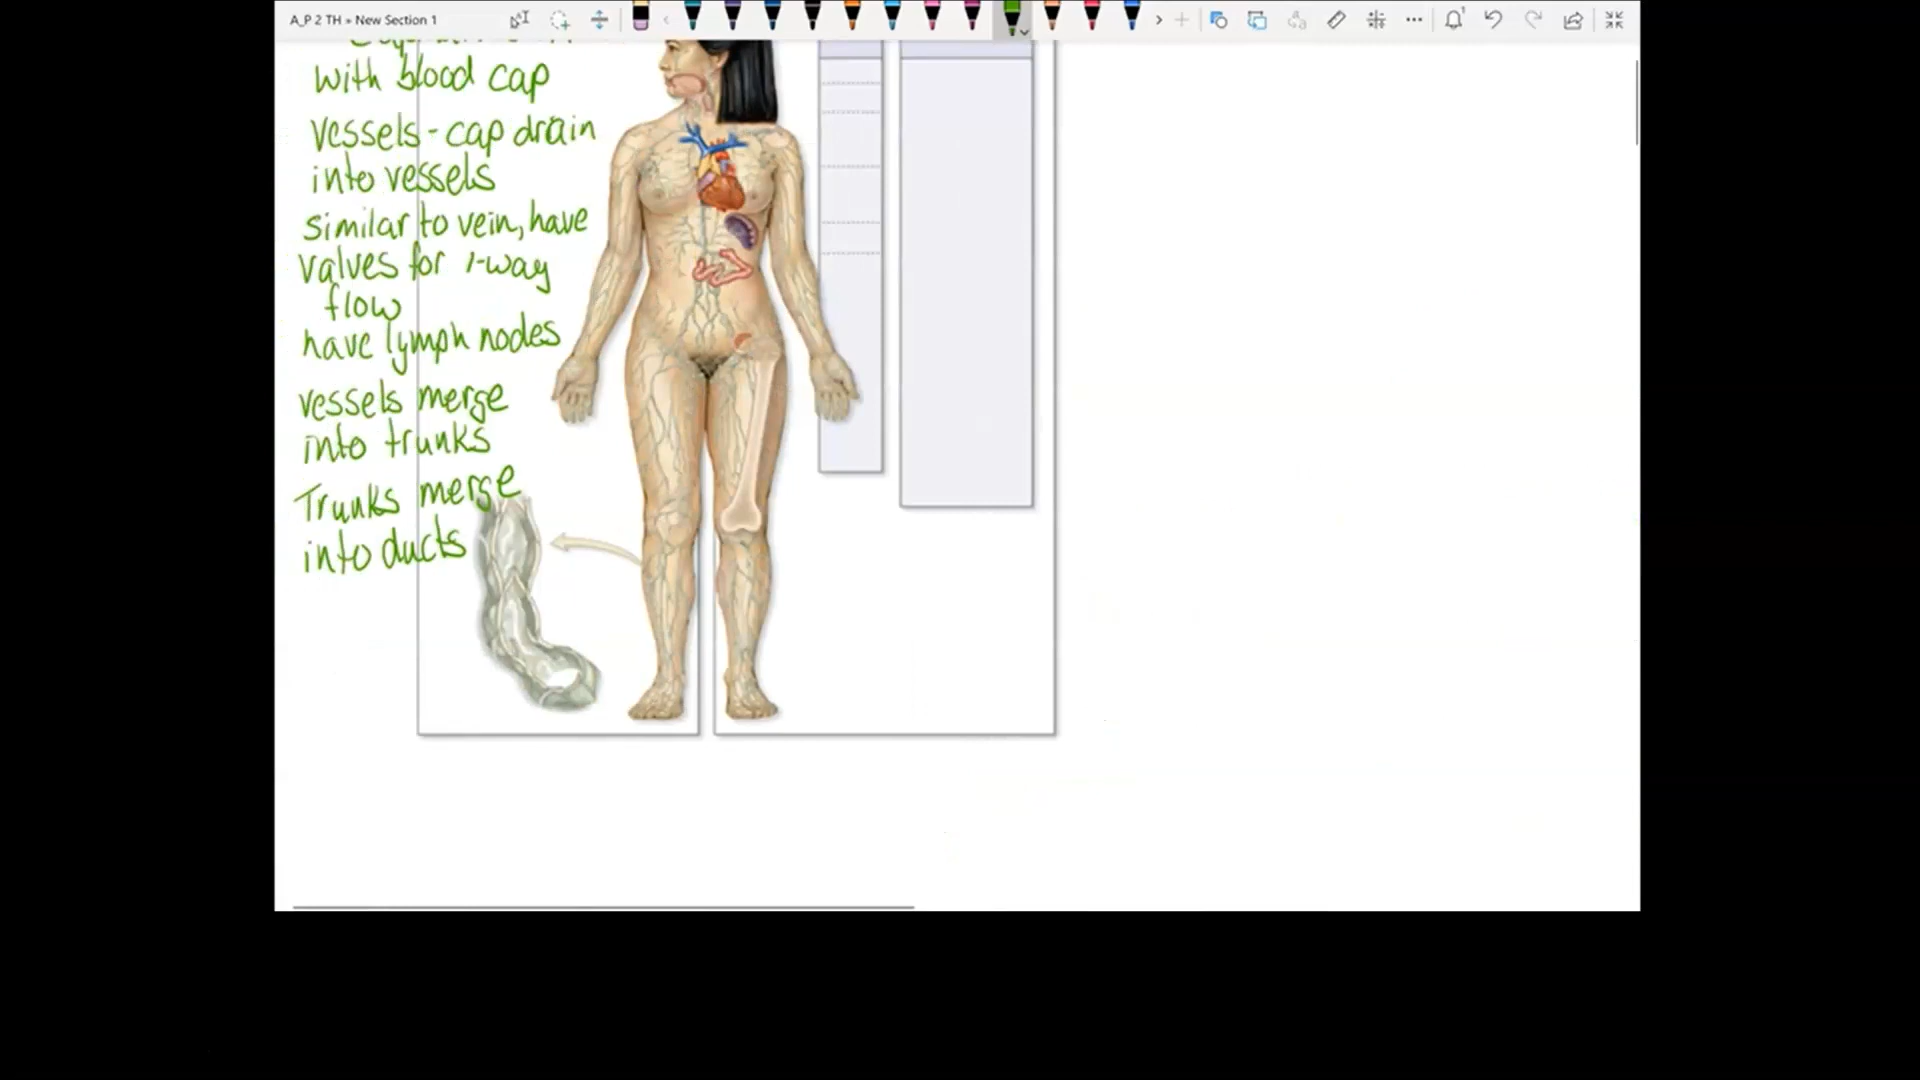 A_P 2 TH » New Section 1
with blood cap
vessels - cap drain
into vessels
similar to vein, have
valves for 1-way
flow
have lymph nodes
vessels merge
into trunks
Trunks merge
into ducts